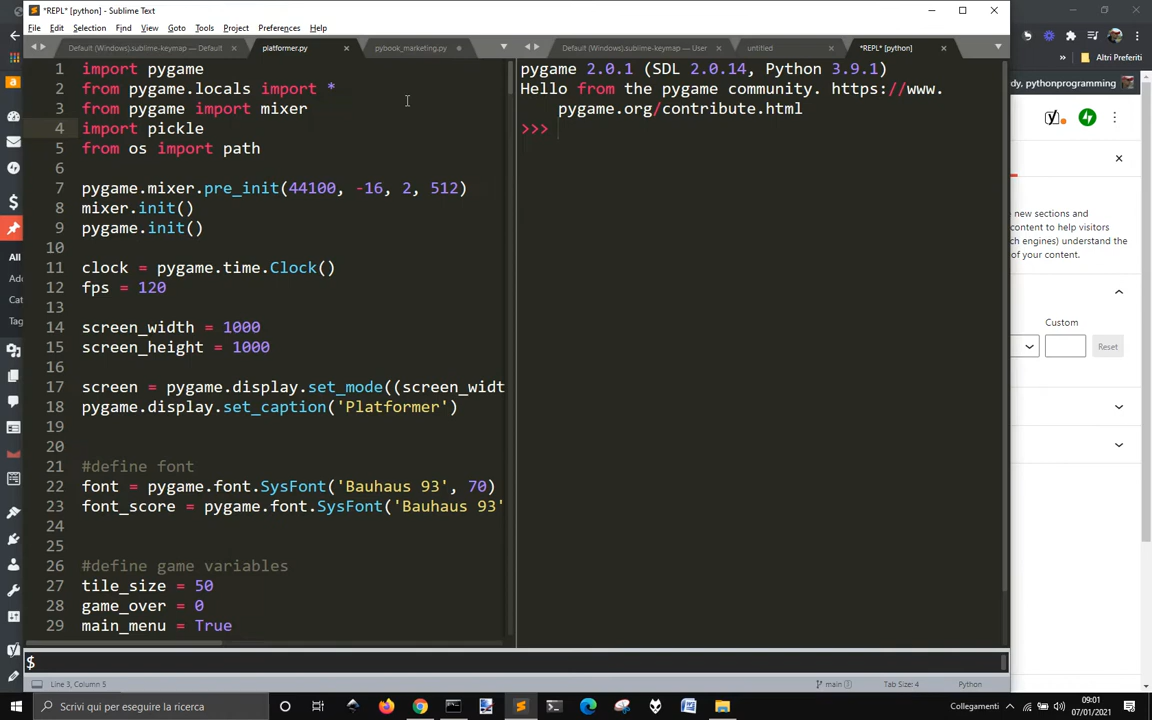 *REPL* [python] - Sublime Text
File Edit Selection Find View Goto Tools Project Preferences Help
Default (Windows).sublime-keymap — Default
platformer.py
pybook_marketing.py
Default (Windows).sublime-keymap — User
untitled
*REPL* [python]
1 import pygame
2 from pygame.locals import *
3 from pygame import mixer
4 import pickle
5 from os import path
6
7 pygame.mixer.pre_init(44100, -16, 2, 512)
8 mixer.init()
9 pygame.init()
10
11 clock = pygame.time.Clock()
12 fps = 120
13
14 screen_width = 1000
15 screen_height = 1000
16
17 screen = pygame.display.set_mode((screen_widt
18 pygame.display.set_caption('Platformer')
19
20
21 #define font
22 font = pygame.font.SysFont('Bauhaus 93', 70)
23 font_score = pygame.font.SysFont('Bauhaus 93'
24
25
26 #define game variables
27 tile_size = 50
28 game_over = 0
29 main_menu = True
pygame 2.0.1 (SDL 2.0.14, Python 3.9.1)
Hello from the pygame community. https://www.
pygame.org/contribute.html
>>>
$
Line 3, Column 5
main 3
Tab Size: 4
Python
All
Ad
Cat
Tag
Altri Preferiti
dy, pythonprogramming
new sections and
content to help visitors
ch engines) understand the
of your content.
Custom
Reset
Scrivi qui per eseguire la ricerca
Collegamenti
09:01
07/01/2021